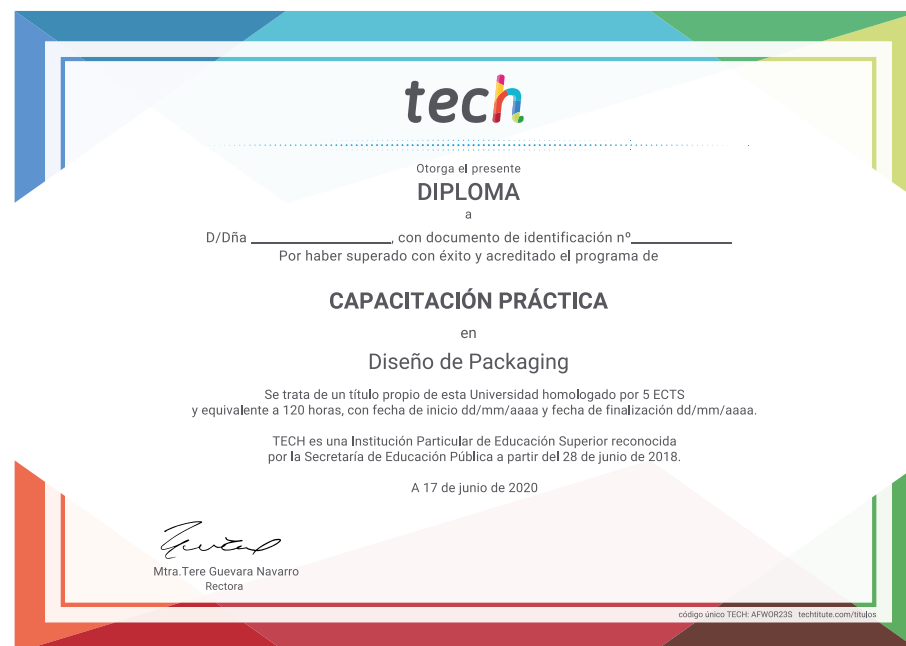 tech
Otorga el presente
DIPLOMA
a
D/Dña ____________________, con documento de identificación nº______________
Por haber superado con éxito y acreditado el programa de
CAPACITACIÓN PRÁCTICA
en
Diseño de Packaging
Se trata de un título propio de esta Universidad homologado por 5 ECTS
y equivalente a 120 horas, con fecha de inicio dd/mm/aaaa y fecha de finalización dd/mm/aaaa.
TECH es una Institución Particular de Educación Superior reconocida
por la Secretaría de Educación Pública a partir del 28 de junio de 2018.
A 17 de junio de 2020
Mtra.Tere Guevara Navarro
Rectora
código único TECH: AFWOR23S techtitute.com/titulos